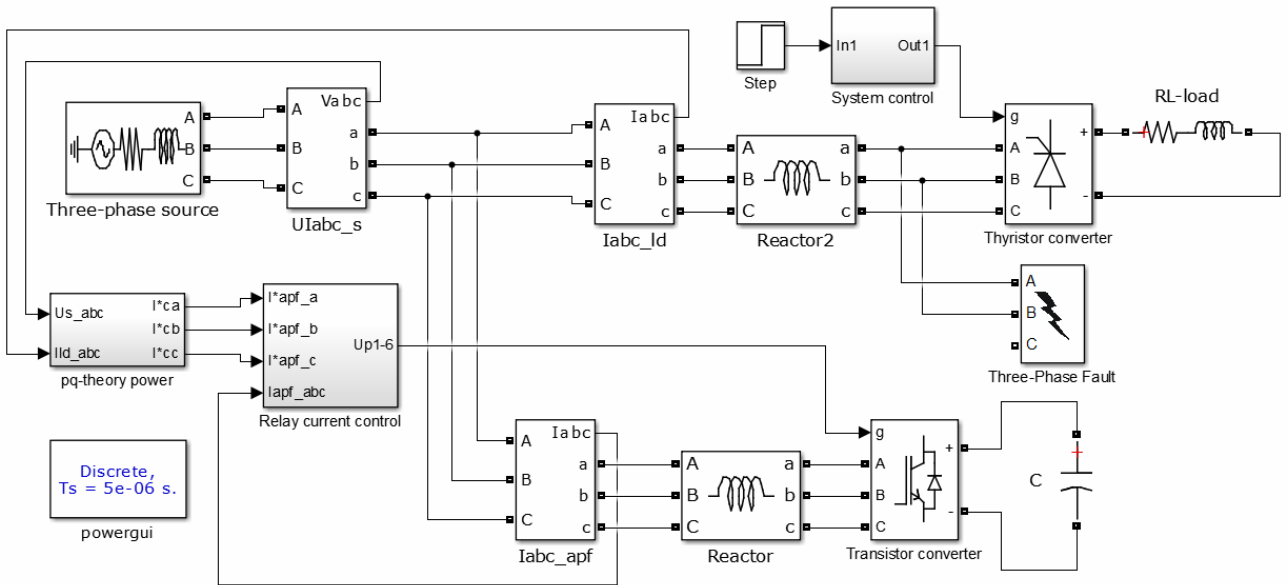 Step
In1
Out1
System control
Three-phase source
A
B
C
UIabc_s
A
B
C
Vabc
a
b
c
Iabc_ld
A
B
C
Iabc
a
b
c
Reactor2
A
B
C
a
b
c
Thyristor converter
g
A
B
C
+
-
RL-load
Three-Phase Fault
A
B
C
pq-theory power
Us_abc
Ild_abc
I*ca
I*cb
I*cc
Relay current control
I*apf_a
I*apf_b
I*apf_c
Iapf_abc
Up1-6
Discrete,
Ts = 5e-06 s.
powergui
Iabc_apf
A
B
C
Iabc
a
b
c
Reactor
A
B
C
a
b
c
Transistor converter
g
A
B
C
+
-
C